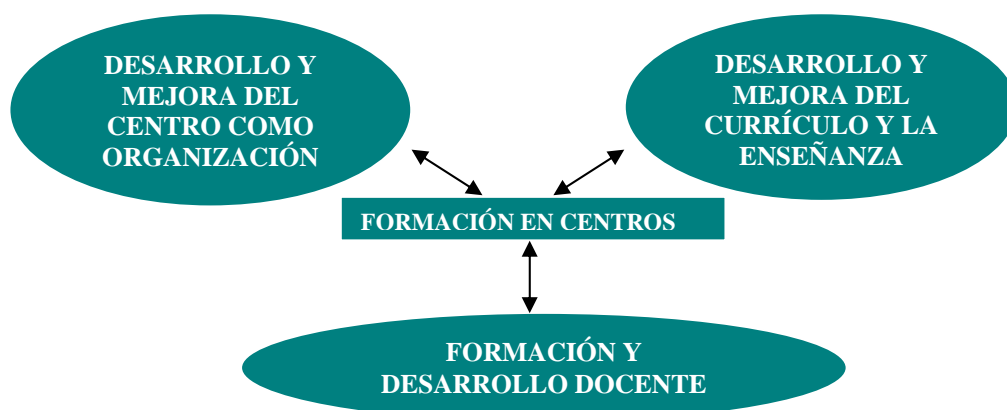 DESARROLLO Y
MEJORA DEL
CENTRO COMO
ORGANIZACIÓN
DESARROLLO Y
MEJORA DEL
CURRÍCULO Y LA
ENSEÑANZA
FORMACIÓN EN CENTROS
FORMACIÓN Y
DESARROLLO DOCENTE